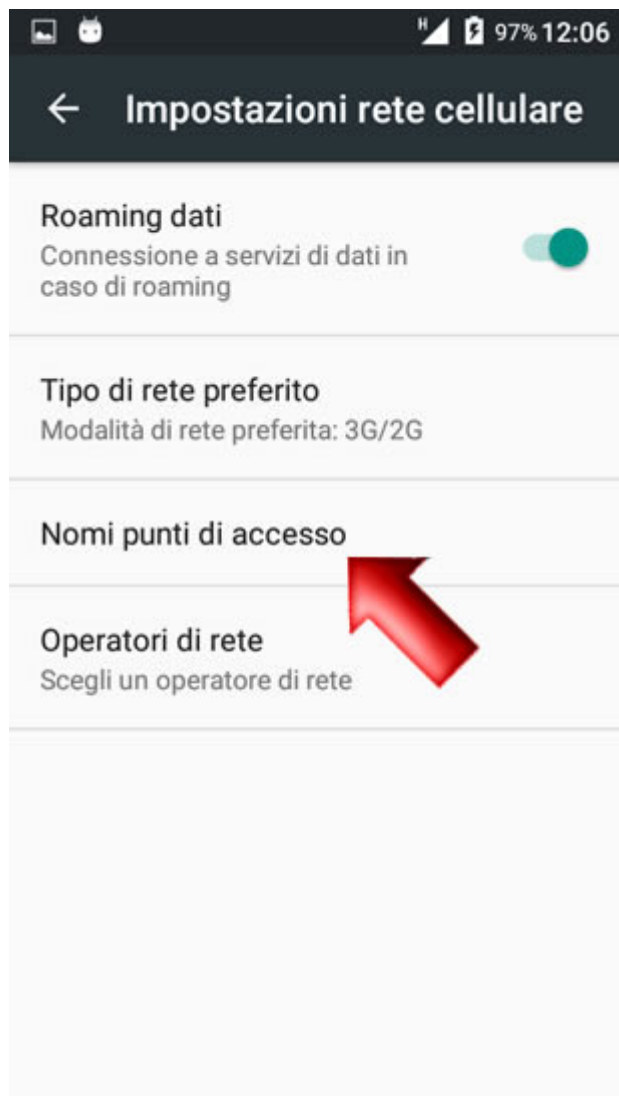 H 97% 12:06
Impostazioni rete cellulare
Roaming dati
Connessione a servizi di dati in
caso di roaming
Tipo di rete preferito
Modalità di rete preferita: 3G/2G
Nomi punti di accesso
Operatori di rete
Scegli un operatore di rete